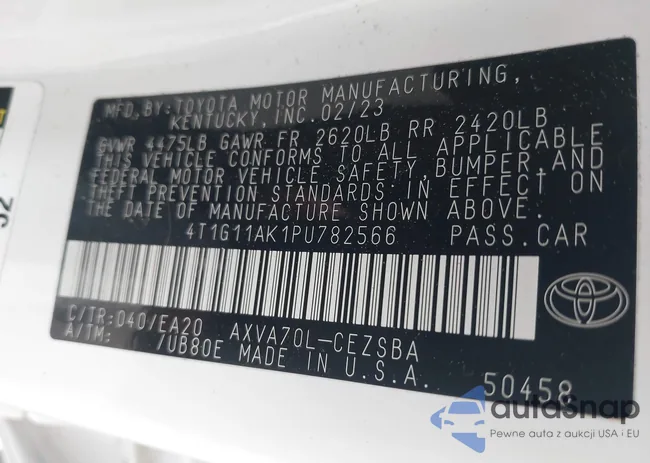 MFD. BY: TOYOTA MOTOR MANUFACTURING,
KENTUCKY, INC. 02/23
GVWR 4475LB GAWR FR 2620LB RR 2420LB
THIS VEHICLE CONFORMS TO ALL APPLICABLE
FEDERAL MOTOR VEHICLE SAFETY, BUMPER, AND
THEFT PREVENTION STANDARDS IN EFFECT ON
THE DATE OF MANUFACTURE SHOWN ABOVE.
4T1G11AK1PU782566 PASS. CAR
C/TR: 040/EA20 AXVA70L-CEZSBA
A/TM: /UB80E MADE IN U.S.A.
50458
autoSnap
Pewne auta z aukcji USA i EU